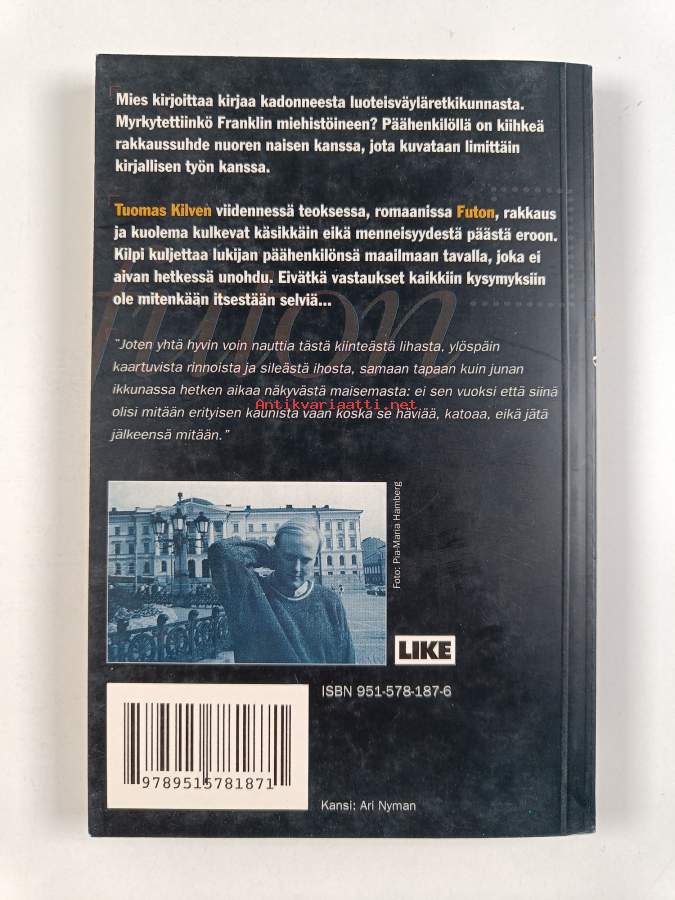 Mies kirjoittaa kirjaa kadonneesta luoteisväyläretkikunnasta.
Myrkytettiinkö Franklin miehistöineen? Päähenkilöllä on kiihkeä
rakkaussuhde nuoren naisen kanssa, jota kuvataan limittäin
kirjallisen työn kanssa.
Tuomas Kilven viidennessä teoksessa, romaanissa Futon, rakkaus
ja kuolema kulkevat käsikkäin eikä menneisyydestä päästä eroon.
Kilpi kuljettaa lukijan päähenkilönsä maailmaan tavalla, joka ei
aivan hetkessä unohdu. Eivätkä vastaukset kaikkiin kysymyksiin
ole mitenkään itsestään selviä...
futon
"Joten yhtä hyvin voin nauttia tästä kiinteästä lihasta, ylöspäin
kaartuvista rinnoista ja sileästä ihosta, samaan tapaan kuin junan
ikkunassa hetken aikaa näkyvästä maisemasta: ei sen vuoksi että siinä
olisi mitään erityisen kaunista vaan koska se häviää, katoaa, eikä jätä
jälkeensä mitään."
Antikvariaatti.net
Foto: Pia-Maria Hamberg
LIKE
ISBN 951-578-187-6
9789515781871
Kansi: Ari Nyman